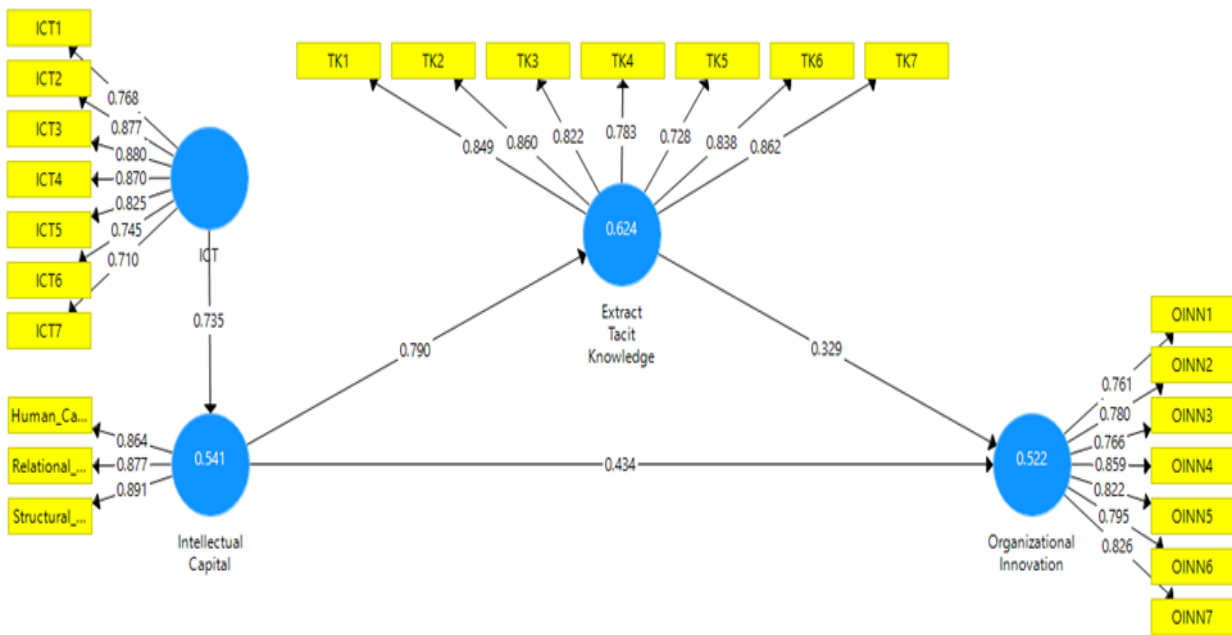 ICT1
ICT2
ICT3
ICT4
ICT5
ICT6
ICT7
0.768
0.877
0.880
0.870
0.825
0.745
0.710
ICT
0.735
TK1 TK2 TK3 TK4 TK5 TK6 TK7
0.849 0.860 0.822 0.783 0.728 0.838 0.862
0.624
Extract
Tacit
Knowledge
0.790
0.329
0.434
Human_Ca...
Relational_...
Structural_...
0.864
0.877
0.891
0.541
Intellectual
Capital
0.522
Organizational
Innovation
0.761
0.780
0.766
0.859
0.822
0.795
0.826
OINN1
OINN2
OINN3
OINN4
OINN5
OINN6
OINN7